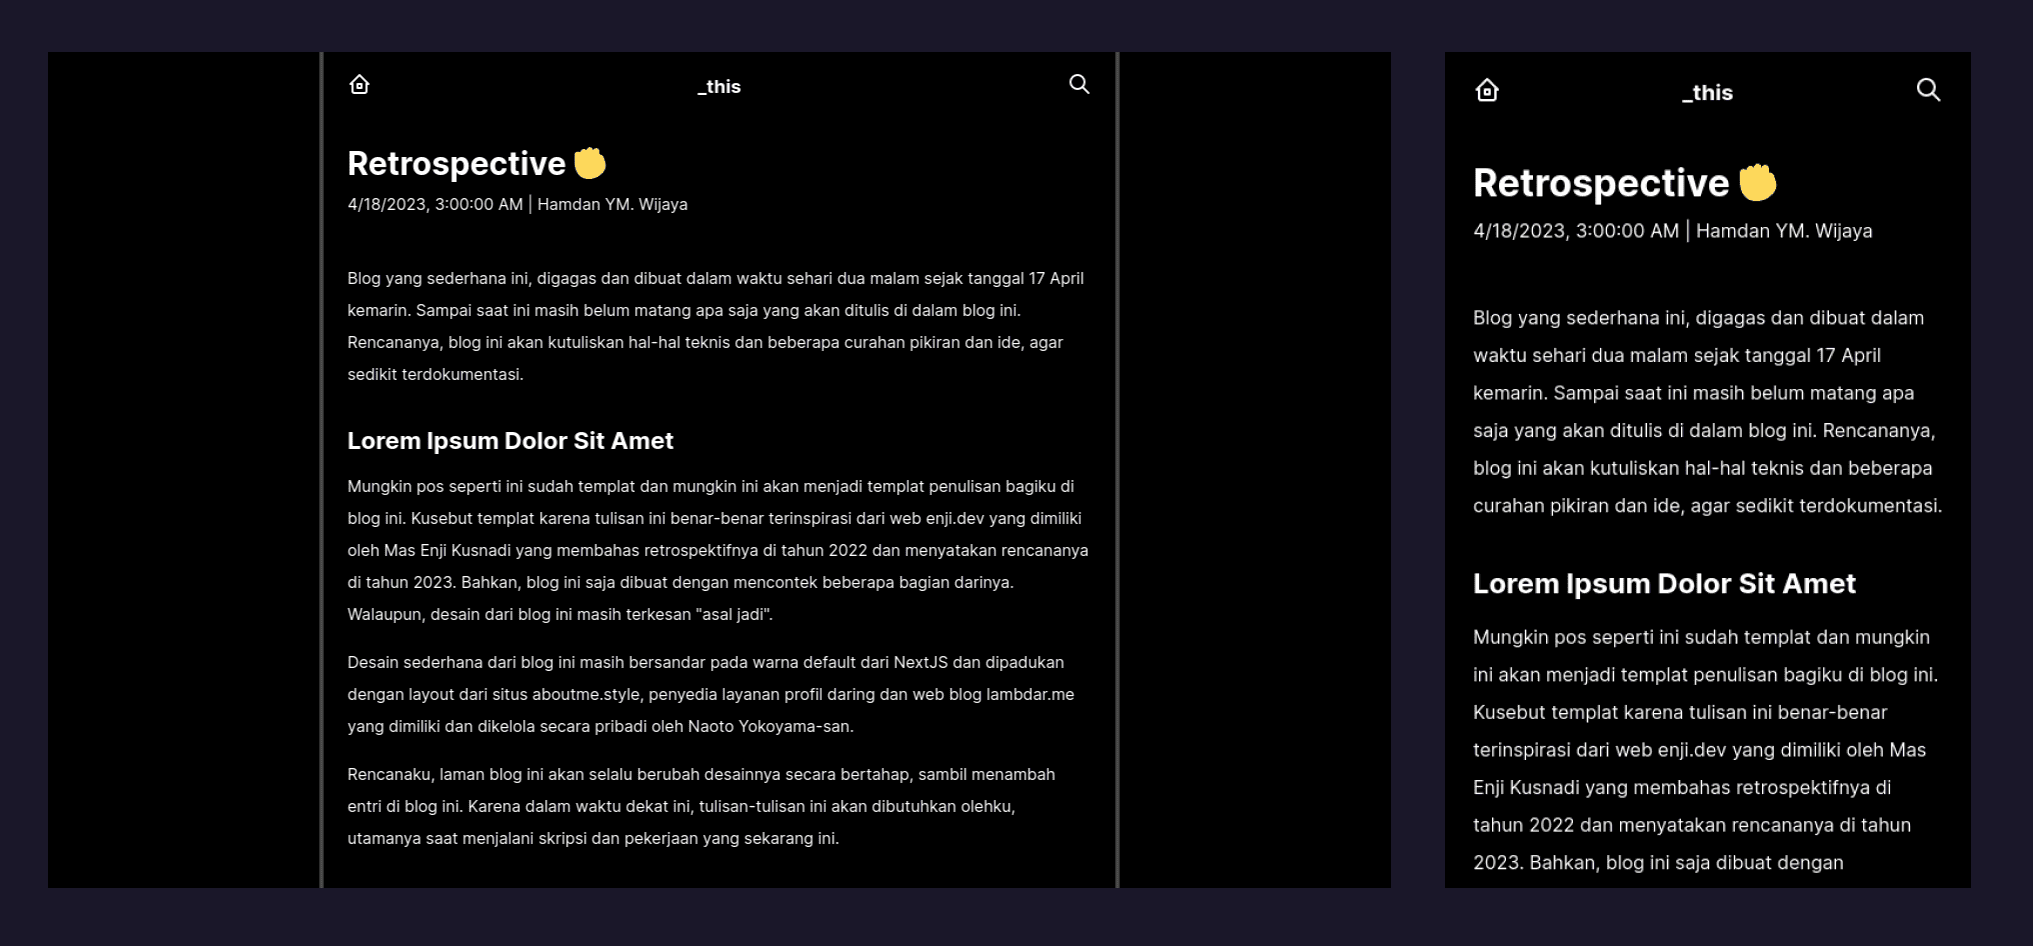 _this
Retrospective ✊
4/18/2023, 3:00:00 AM | Hamdan YM. Wijaya
Blog yang sederhana ini, digagas dan dibuat dalam waktu sehari dua malam sejak tanggal 17 April
kemarin. Sampai saat ini masih belum matang apa saja yang akan ditulis di dalam blog ini.
Rencananya, blog ini akan kutuliskan hal-hal teknis dan beberapa curahan pikiran dan ide, agar
sedikit terdokumentasi.
Lorem Ipsum Dolor Sit Amet
Mungkin pos seperti ini sudah templat dan mungkin ini akan menjadi templat penulisan bagiku di
blog ini. Kusebut templat karena tulisan ini benar-benar terinspirasi dari web enji.dev yang dimiliki
oleh Mas Enji Kusnadi yang membahas retrospektifnya di tahun 2022 dan menyatakan rencananya
di tahun 2023. Bahkan, blog ini saja dibuat dengan mencontek beberapa bagian darinya.
Walaupun, desain dari blog ini masih terkesan "asal jadi".
Desain sederhana dari blog ini masih bersandar pada warna default dari NextJS dan dipadukan
dengan layout dari situs aboutme.style, penyedia layanan profil daring dan web blog lambdar.me
yang dimiliki dan dikelola secara pribadi oleh Naoto Yokoyama-san.
Rencanaku, laman blog ini akan selalu berubah desainnya secara bertahap, sambil menambah
entri di blog ini. Karena dalam waktu dekat ini, tulisan-tulisan ini akan dibutuhkan olehku,
utamanya saat menjalani skripsi dan pekerjaan yang sekarang ini.
_this
Retrospective ✊
4/18/2023, 3:00:00 AM | Hamdan YM. Wijaya
Blog yang sederhana ini, digagas dan dibuat dalam
waktu sehari dua malam sejak tanggal 17 April
kemarin. Sampai saat ini masih belum matang apa
saja yang akan ditulis di dalam blog ini. Rencananya,
blog ini akan kutuliskan hal-hal teknis dan beberapa
curahan pikiran dan ide, agar sedikit terdokumentasi.
Lorem Ipsum Dolor Sit Amet
Mungkin pos seperti ini sudah templat dan mungkin
ini akan menjadi templat penulisan bagiku di blog ini.
Kusebut templat karena tulisan ini benar-benar
terinspirasi dari web enji.dev yang dimiliki oleh Mas
Enji Kusnadi yang membahas retrospektifnya di
tahun 2022 dan menyatakan rencananya di tahun
2023. Bahkan, blog ini saja dibuat dengan